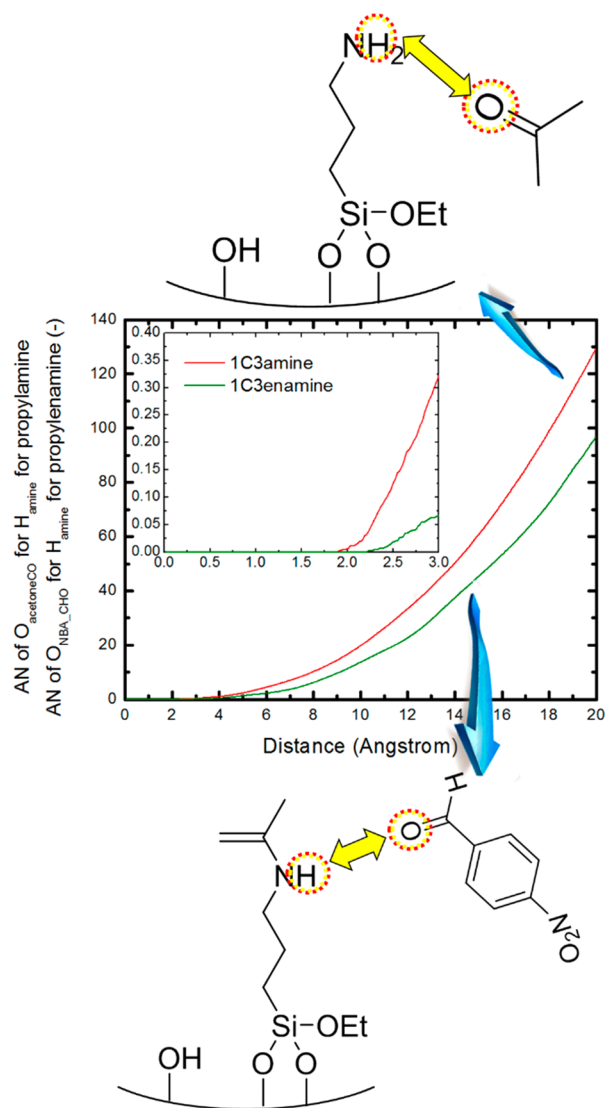 NH2
O
Si-OEt
OH
O
O
AN of OacetoneCO for Hamine for propylamine
AN of ONBA_CHO for Hamine for propylenamine (-)
140
120
100
80
60
40
20
0
0.40
0.35
0.30
0.25
0.20
0.15
0.10
0.05
0.00
1C3amine
1C3enamine
0.0 0.5 1.0 1.5 2.0 2.5 3.0
0 2 4 6 8 10 12 14 16 18 20
Distance (Angstrom)
H
O
NH
O2N
Si-OEt
OH
O
O